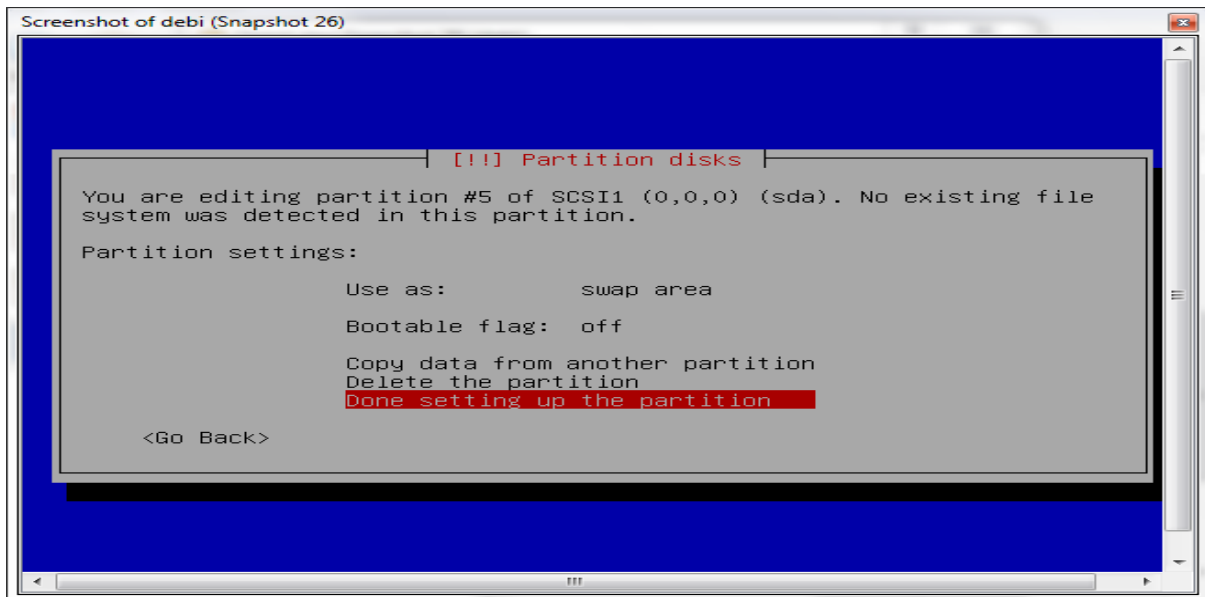 Screenshot of debi (Snapshot 26)
[!!] Partition disks
You are editing partition #5 of SCSI1 (0,0,0) (sda). No existing file
system was detected in this partition.
Partition settings:
Use as: swap area
Bootable flag: off
Copy data from another partition
Delete the partition
Done setting up the partition
<Go Back>